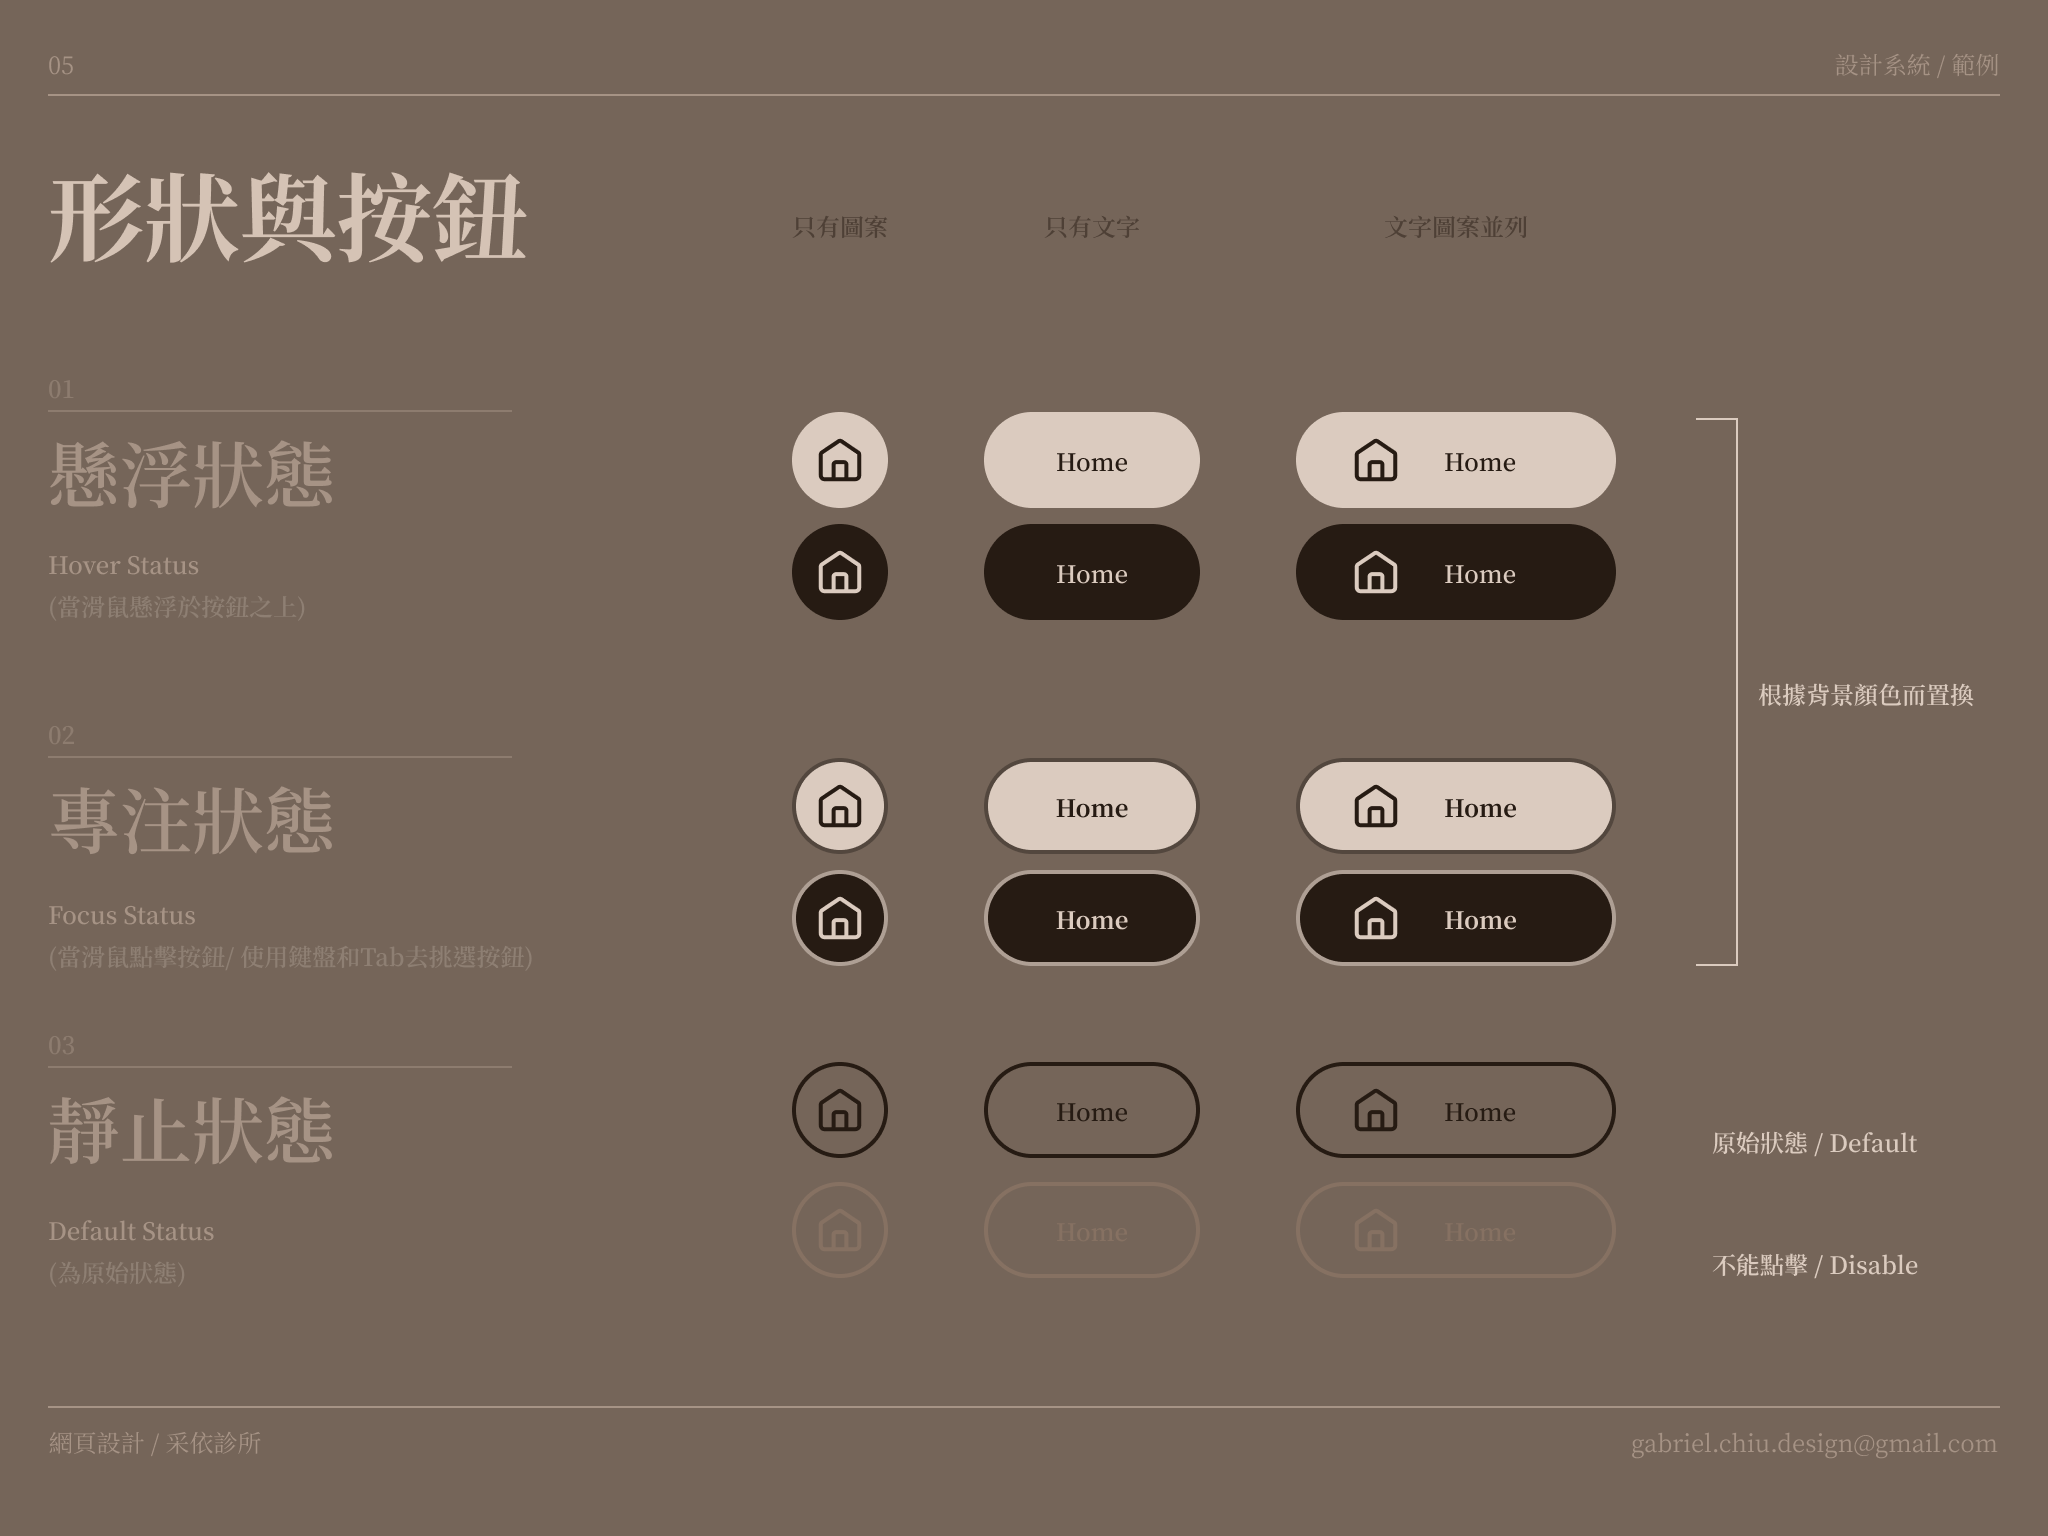 05
設計系統 / 範例
形狀與按鈕
只有圖案
只有文字
文字圖案並列
01
懸浮狀態
Hover Status
(當滑鼠懸浮於按鈕之上)
Home
Home
Home
Home
根據背景顏色而置換
02
專注狀態
Focus Status
(當滑鼠點擊按鈕/ 使用鍵盤和Tab去挑選按鈕)
Home
Home
Home
Home
03
靜止狀態
Default Status
(為原始狀態)
Home
Home
原始狀態 / Default
Home
Home
不能點擊 / Disable
網頁設計 / 采依診所
gabriel.chiu.design@gmail.com